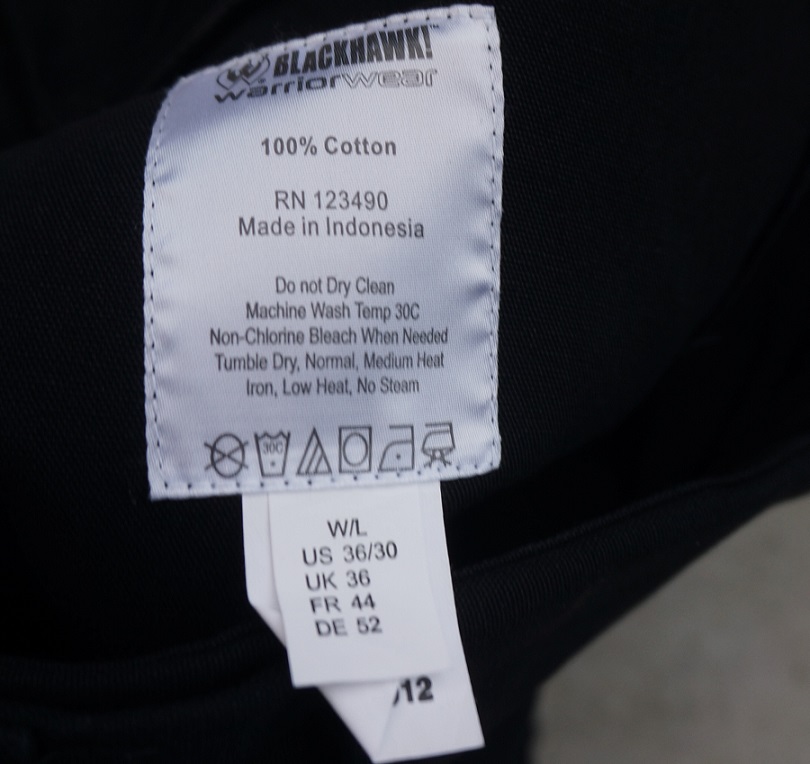 BLACKHAWK!
warriorwear
100% Cotton
RN 123490
Made in Indonesia
Do not Dry Clean
Machine Wash Temp 30C
Non-Chlorine Bleach When Needed
Tumble Dry, Normal, Medium Heat
Iron, Low Heat, No Steam
30C
W/L
US 36/30
UK 36
FR 44
DE 52
12